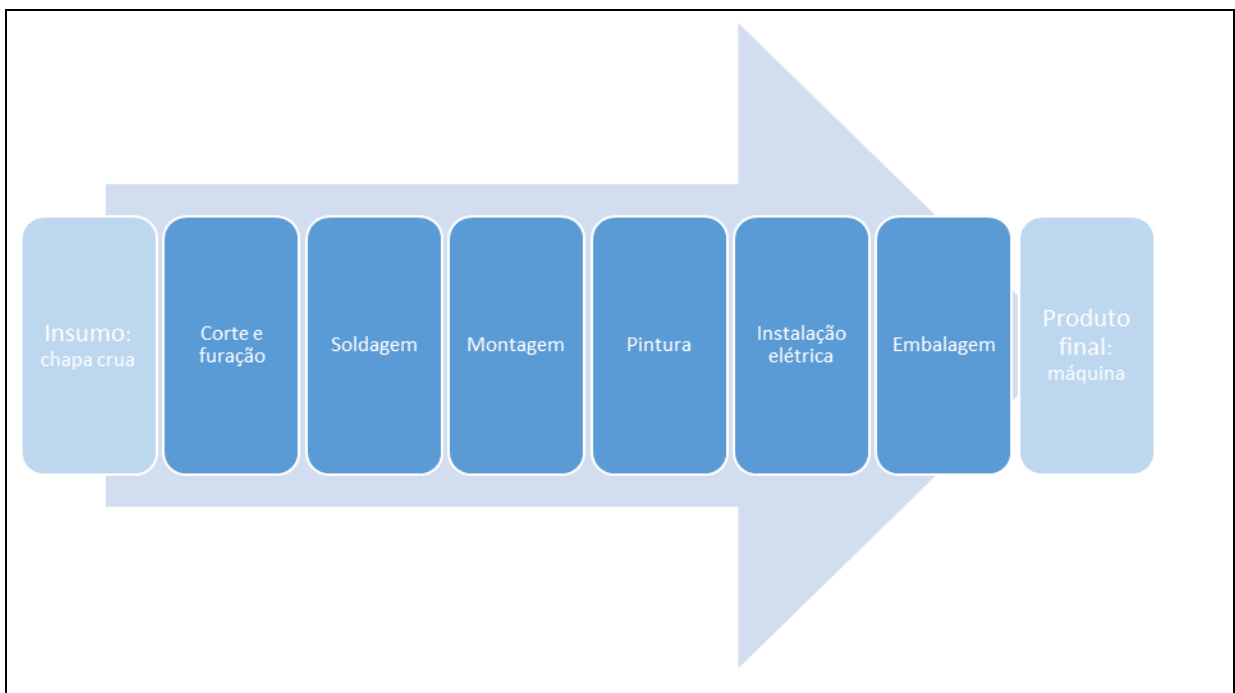 Insumo:
chapa crua
Corte e
furação
Soldagem
Montagem
Pintura
Instalação
elétrica
Embalagem
Produto
final:
máquina